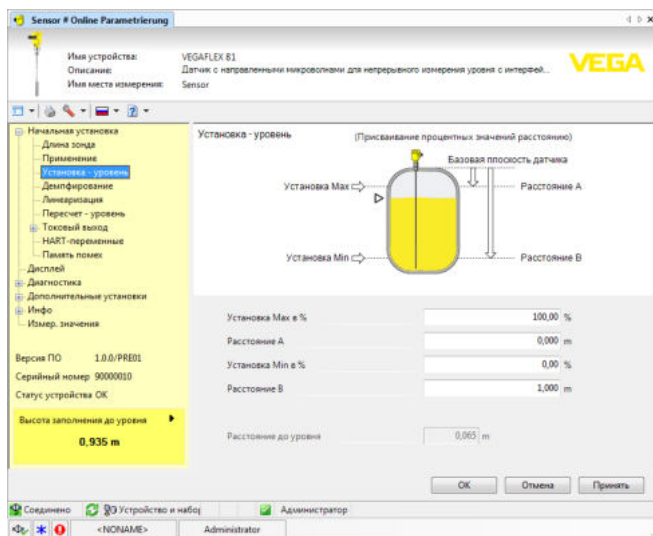 Sensor # Online Parametrierung
Имя устройства: VEGAFLEX 81
Описание: Датчик с направленными микроволнами для непрерывного измерения уровня с интерфей...
Имя места измерения: Sensor
VEGA
Начальная установка
Длина зонда
Применение
Установка - уровень
Демпфирование
Линеаризация
Пересчет - уровень
Токовый выход
HART-переменные
Память помех
Дисплей
Диагностика
Дополнительные установки
Инфо
Измер. значения
Версия ПО 1.0.0/PRE01
Серийный номер 90000010
Статус устройства OK
Высота заполнения до уровня
0,935 m
Установка - уровень (Присваивание процентных значений расстоянию)
Базовая плоскость датчика
Установка Max Расстояние A
Установка Min Расстояние B
Установка Max в % 100,00 %
Расстояние A 0,000 m
Установка Min в % 0,00 %
Расстояние B 1,000 m
Расстояние до уровня 0,065 m
OK Отмена Принять
Соединено Устройство и набој Администратор
<NONAME> Administrator